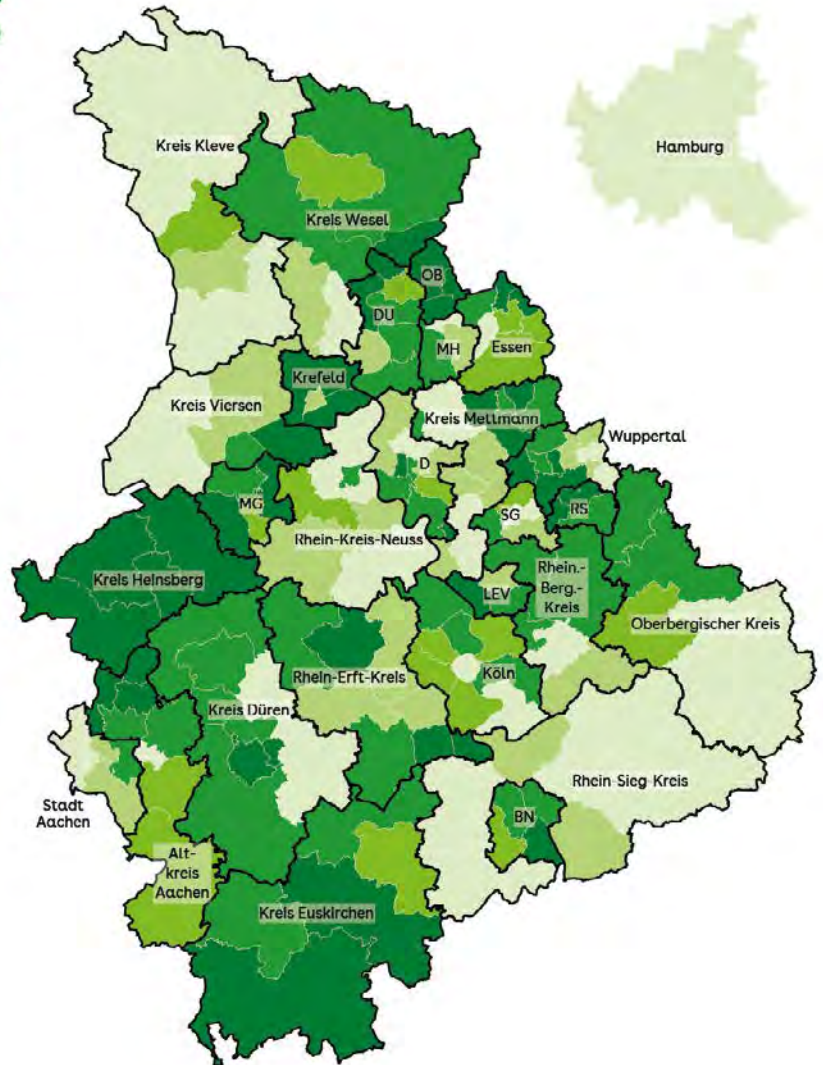 Kreis Kleve
Hamburg
Kreis Wesel
OB
DU
MH
Essen
Krefeld
Kreis Viersen
Kreis Mettmann
Wuppertal
D
MG
SG
RS
Rhein-Kreis-Neuss
Kreis Heinsberg
LEV
Rhein.-
Berg.-
Kreis
Oberbergischer Kreis
Rhein-Erft-Kreis
Köln
Kreis Düren
Rhein-Sieg-Kreis
Stadt
Aachen
BN
Alt-
kreis
Aachen
Kreis Euskirchen